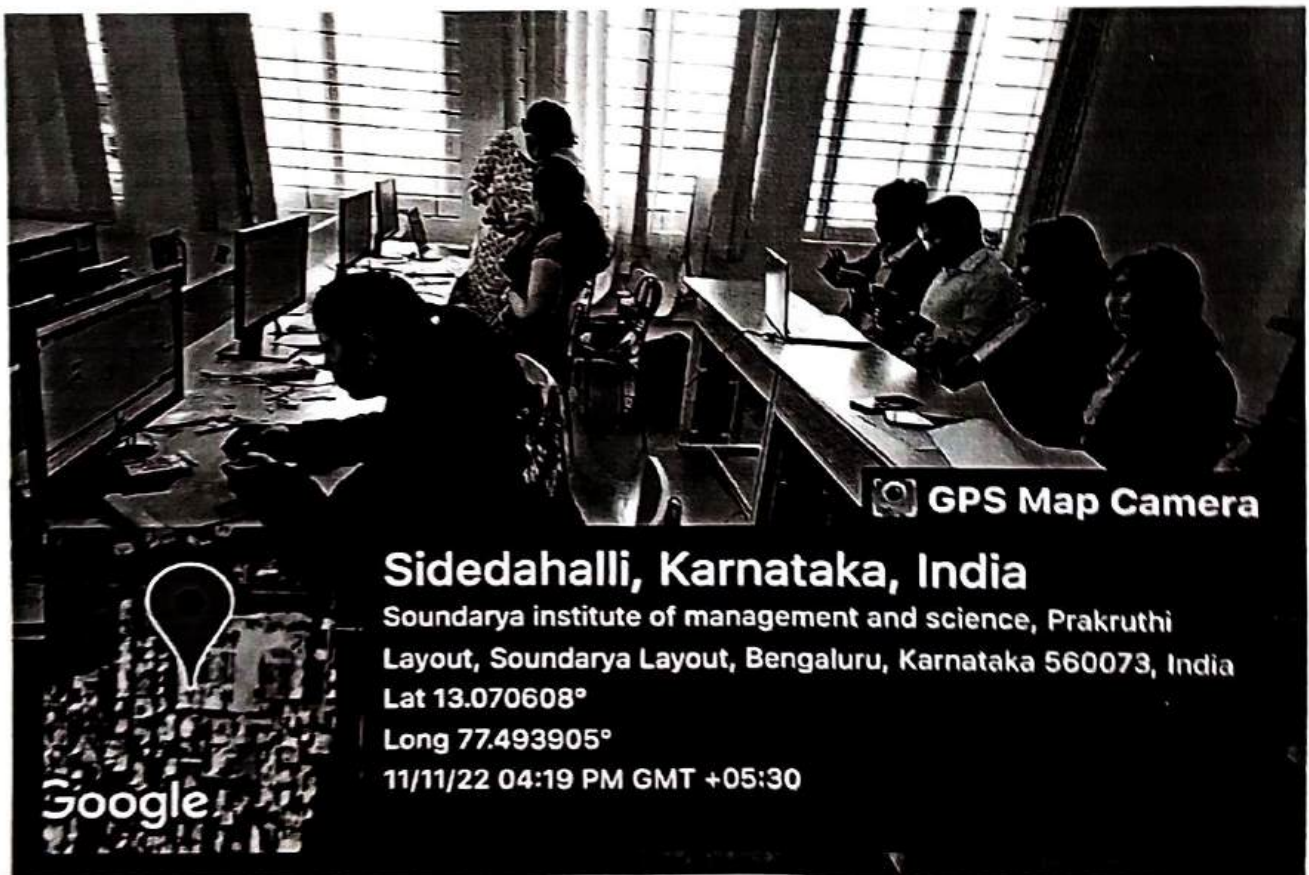 GPS Map Camera
Sidedahalli, Karnataka, India
Soundarya institute of management and science, Prakruthi
Layout, Soundarya Layout, Bengaluru, Karnataka 560073, India
Lat 13.070608°
Long 77.493905°
11/11/22 04:19 PM GMT +05:30
Google